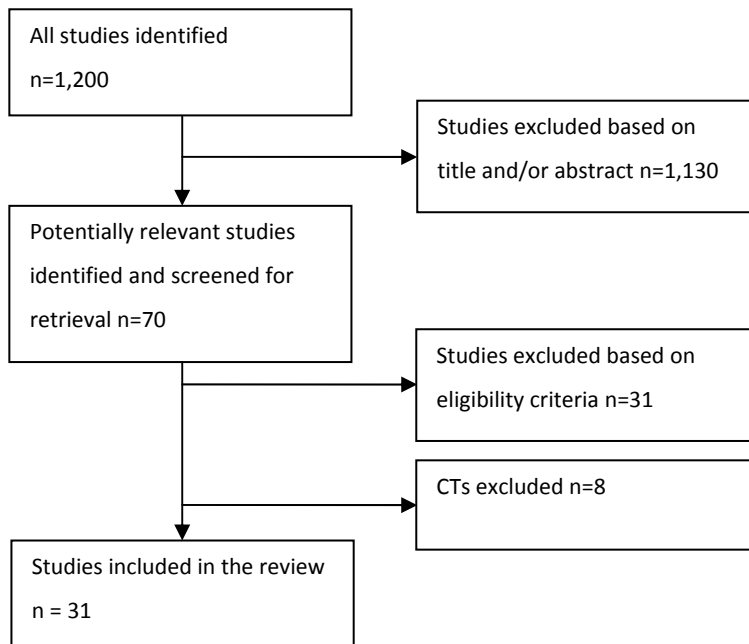 All studies identified
n=1,200
Studies excluded based on
title and/or abstract n=1,130
Potentially relevant studies
identified and screened for
retrieval n=70
Studies excluded based on
eligibility criteria n=31
CTs excluded n=8
Studies included in the review
n = 31